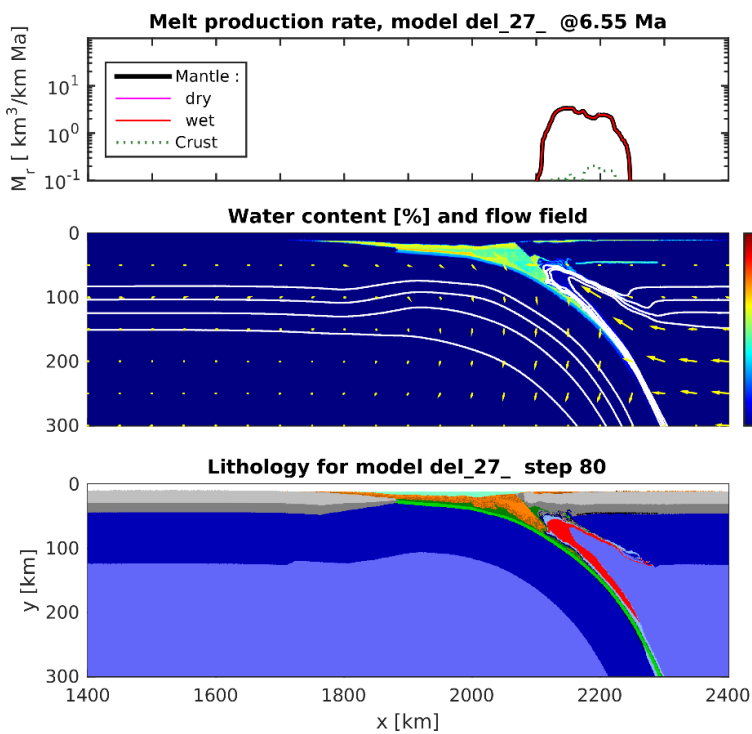 Melt production rate, model del_27_ @6.55 Ma
M_r [ km^3/km Ma]
10^1
10^0
10^-1
Mantle :
dry
wet
Crust
Water content [%] and flow field
0
100
200
300
Lithology for model del_27_ step 80
y [km]
0
100
200
300
1400
1600
1800
2000
2200
2400
x [km]